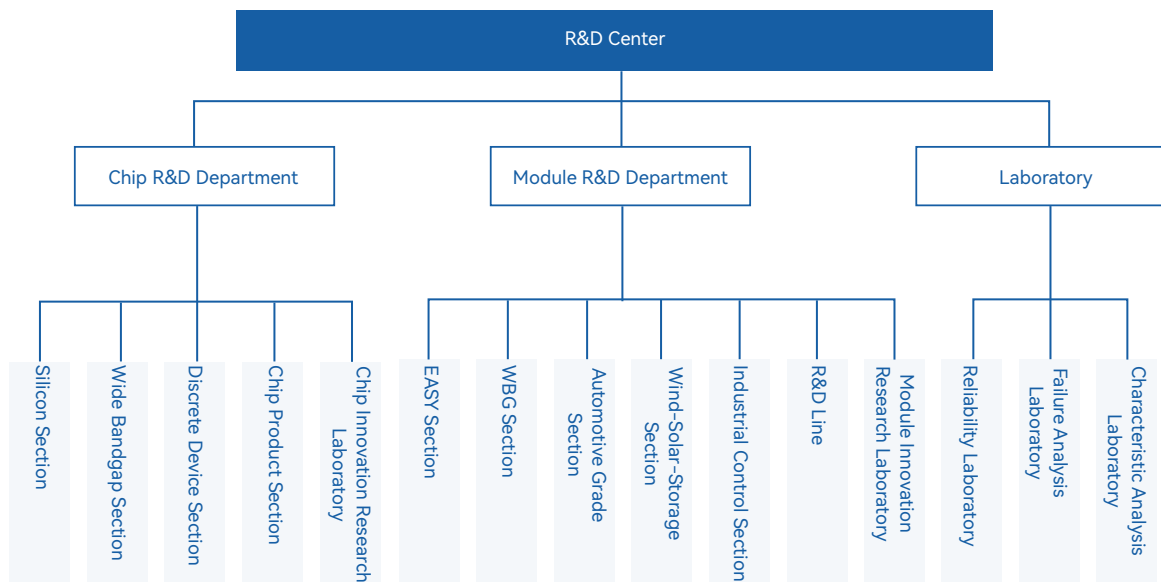 R&D Center
Chip R&D Department
Module R&D Department
Laboratory
Silicon Section
Wide Bandgap Section
Discrete Device Section
Chip Product Section
Chip Innovation Research
Laboratory
EASY Section
WBG Section
Automotive Grade
Section
Wind-Solar-Storage
Section
Industrial Control Section
R&D Line
Module Innovation
Research Laboratory
Reliability Laboratory
Failure Analysis
Laboratory
Characteristic Analysis
Laboratory